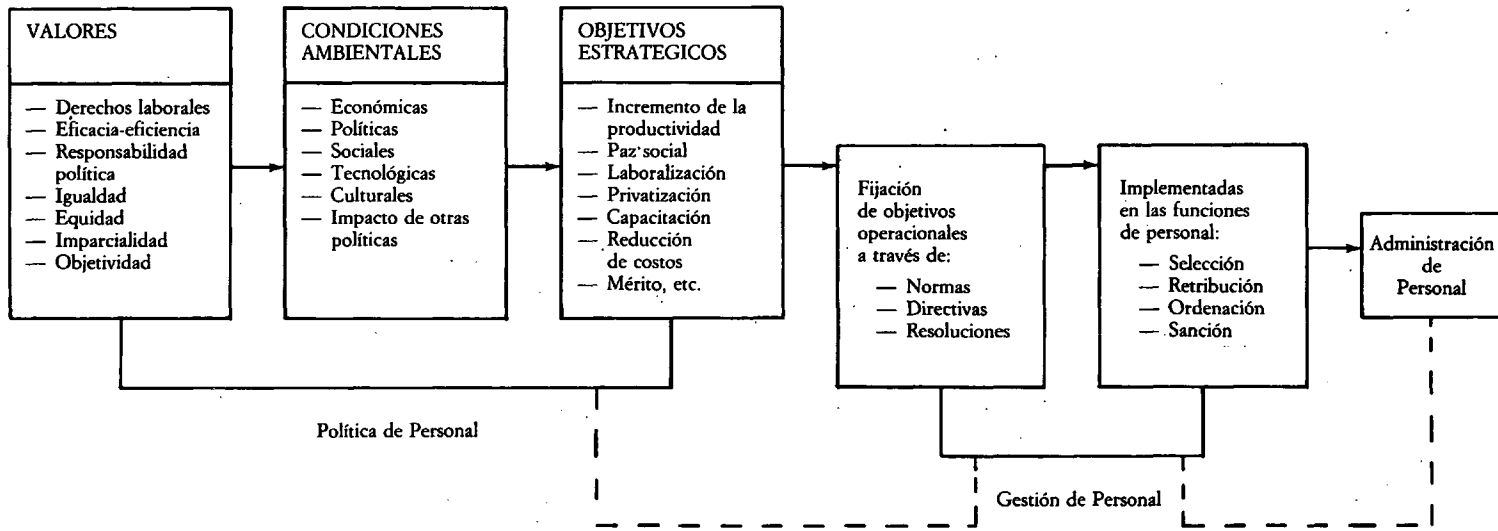 VALORES
— Derechos laborales
— Eficacia-eficiencia
— Responsabilidad
política
— Igualdad
— Equidad
— Imparcialidad
— Objetividad
CONDICIONES
AMBIENTALES
— Económicas
— Políticas
— Sociales
— Tecnológicas
— Culturales
— Impacto de otras
políticas
OBJETIVOS
ESTRATEGICOS
— Incremento de la
productividad
— Paz social
— Laboralización
— Privatización
— Capacitación
— Reducción
de costos
— Mérito, etc.
Fijación
de objetivos
operacionales
a través de:
— Normas
— Directivas
— Resoluciones
Implementadas
en las funciones
de personal:
— Selección
— Retribución
— Ordenación
— Sanción
Administración
de
Personal
Política de Personal
Gestión de Personal